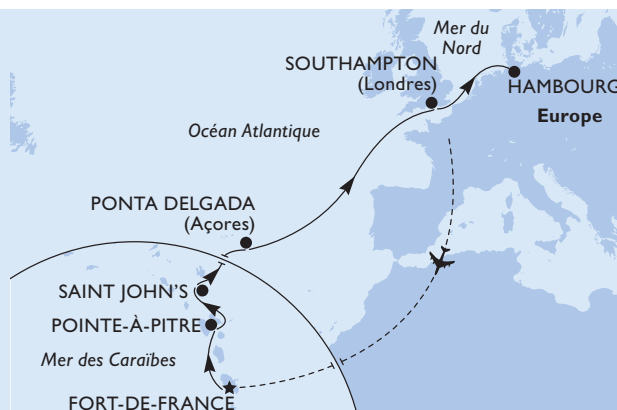 Mer du
Nord
SOUTHAMPTON
(Londres)
HAMBOURG
Europe
Océan Atlantique
PONTA DELGADA
(Açores)
SAINT JOHN'S
POINTE-À-PITRE
Mer des Caraïbes
FORT-DE-FRANCE